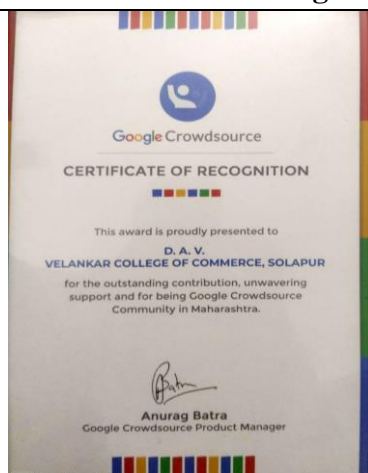 Google Crowdsource
CERTIFICATE OF RECOGNITION
This award is proudly presented to
D. A. V.
VELANKAR COLLEGE OF COMMERCE, SOLAPUR
for the outstanding contribution, unwavering
support and for being Google Crowdsource
Community in Maharashtra.
Anurag Batra
Google Crowdsource Product Manager